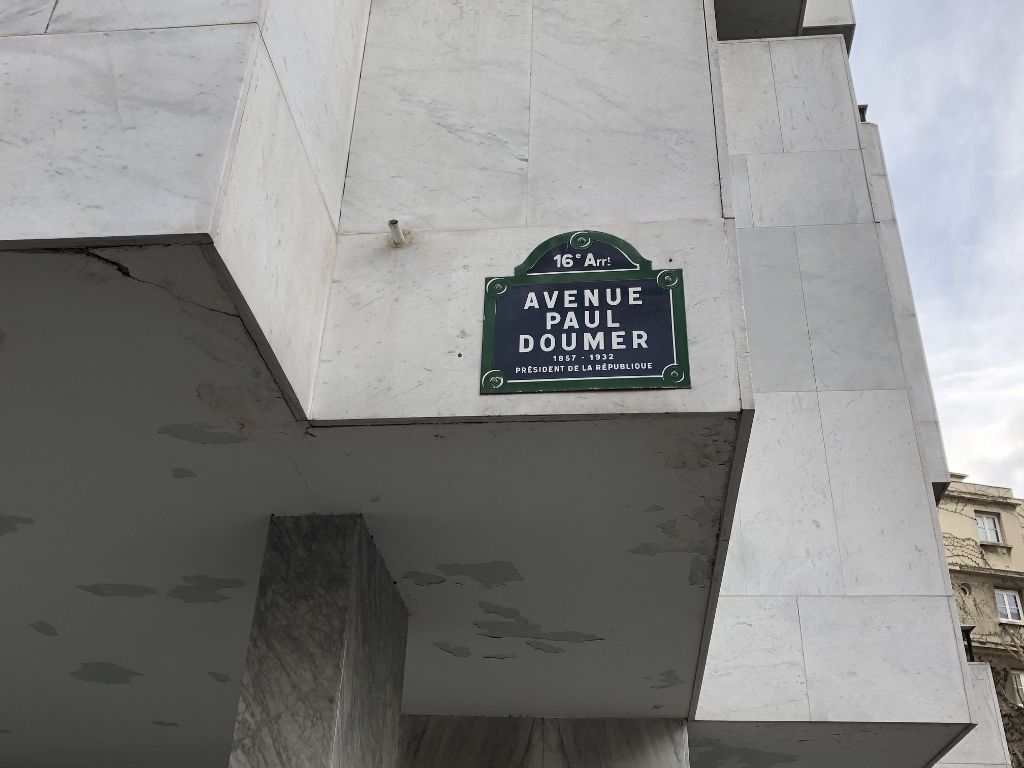 16e Arrt
AVENUE
PAUL
DOUMER
1857 - 1932
PRÉSIDENT DE LA RÉPUBLIQUE